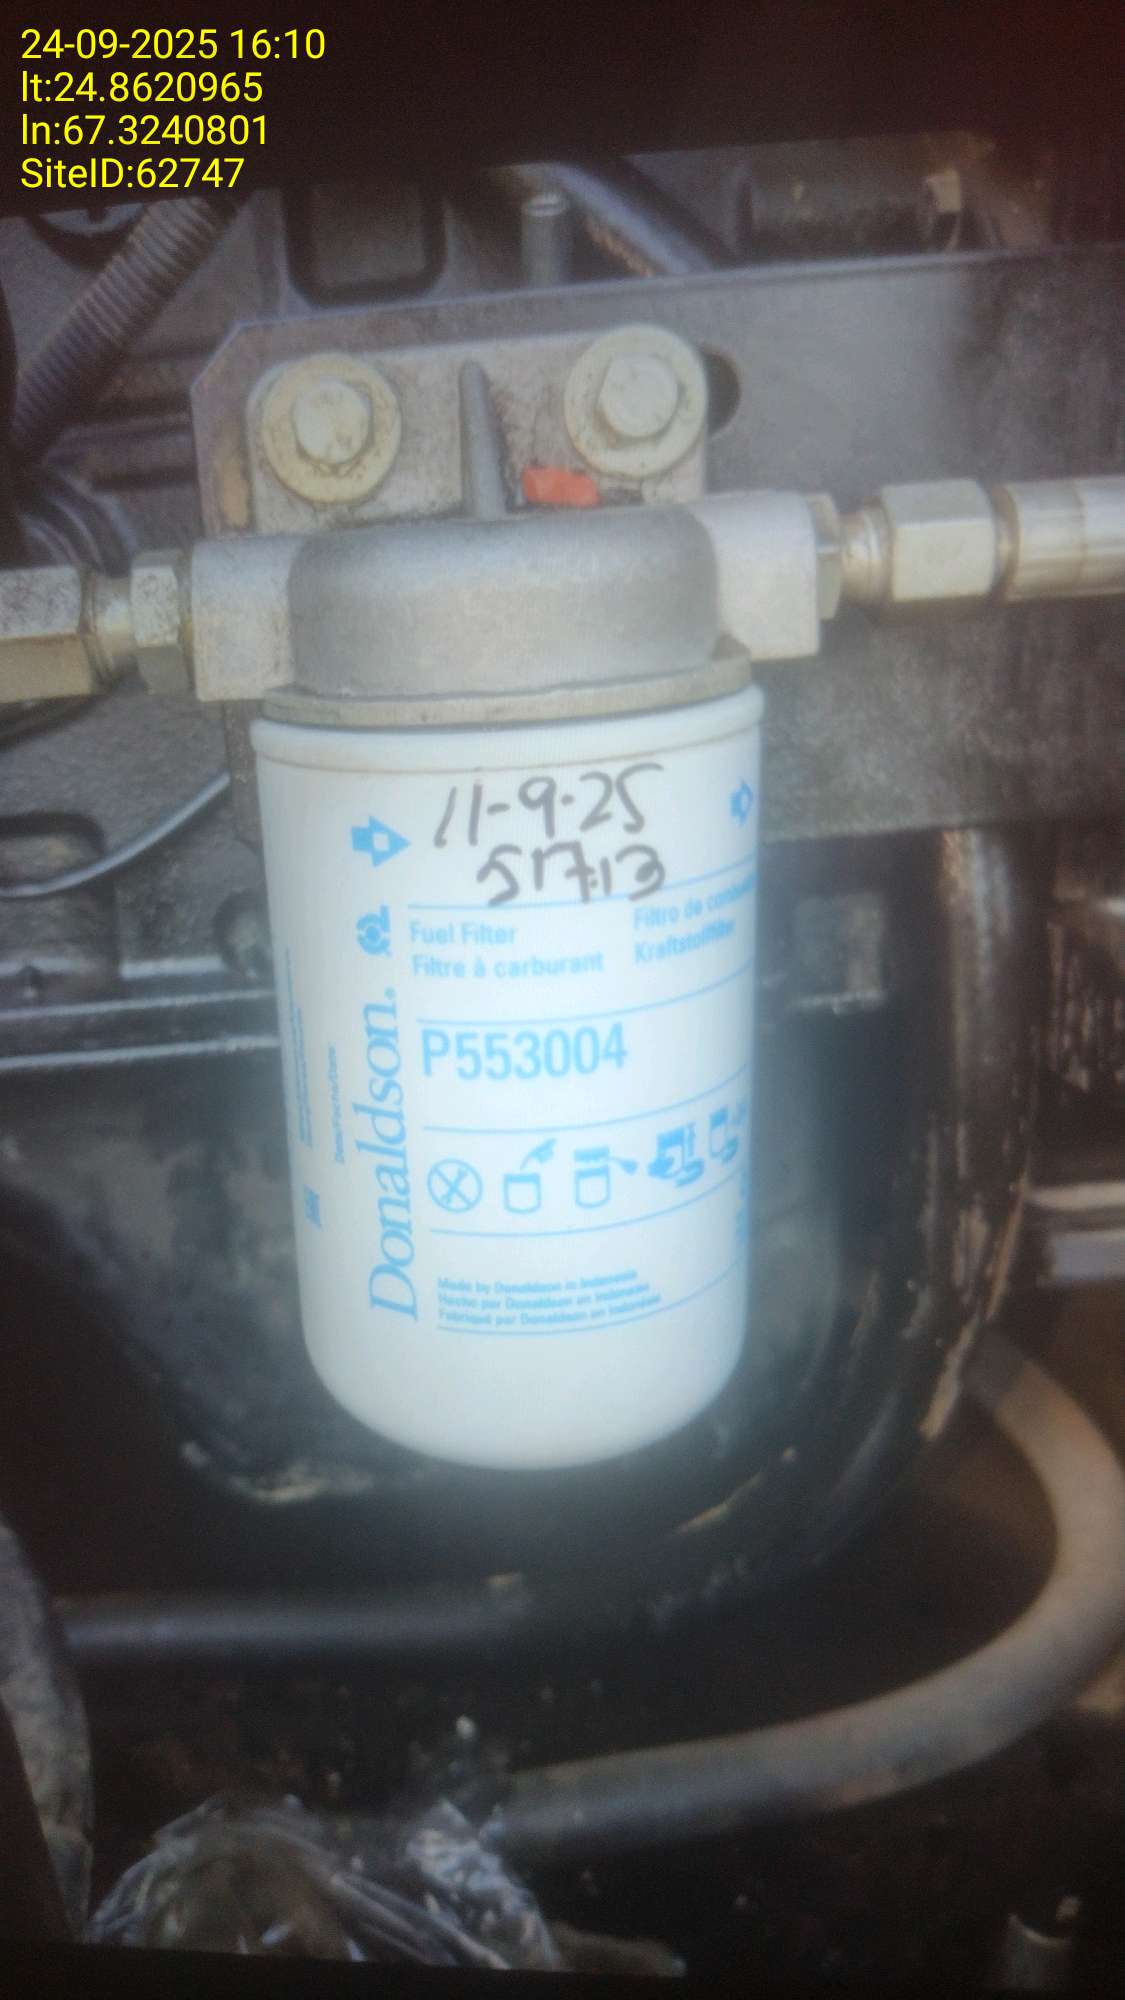 24-09-2025 16:10
lt:24.8620965
ln:67.3240801
SiteID:62747
11-9-25
51713
Fuel Filter
Filtre à carburant
Filtro de
Kraftstofffilter
P553004
Donaldson.
Made by Donaldson in Indonesia
Hecho por Donaldson en Indonesia
Fabriqué par Donaldson en Indonésie